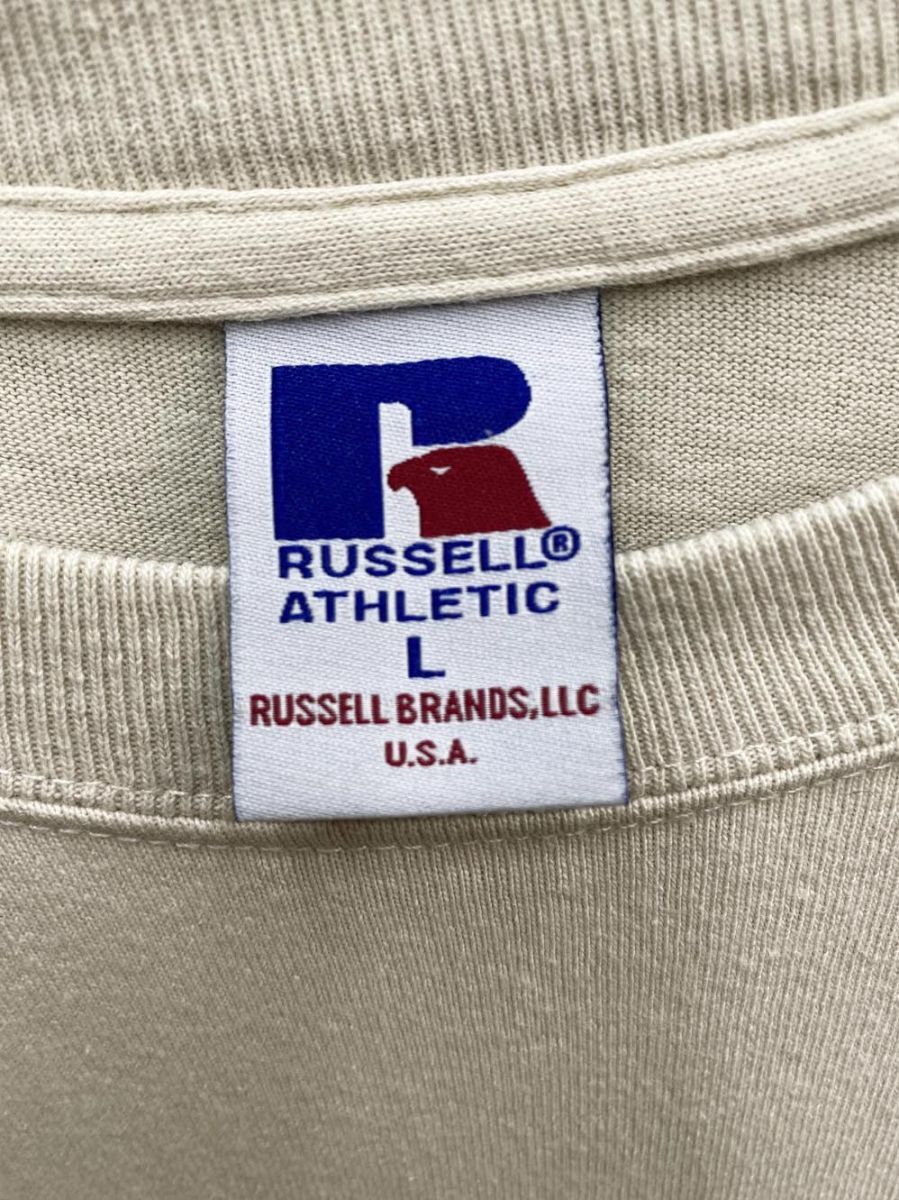 RUSSELL®
ATHLETIC
L
RUSSELL BRANDS,LLC
U.S.A.